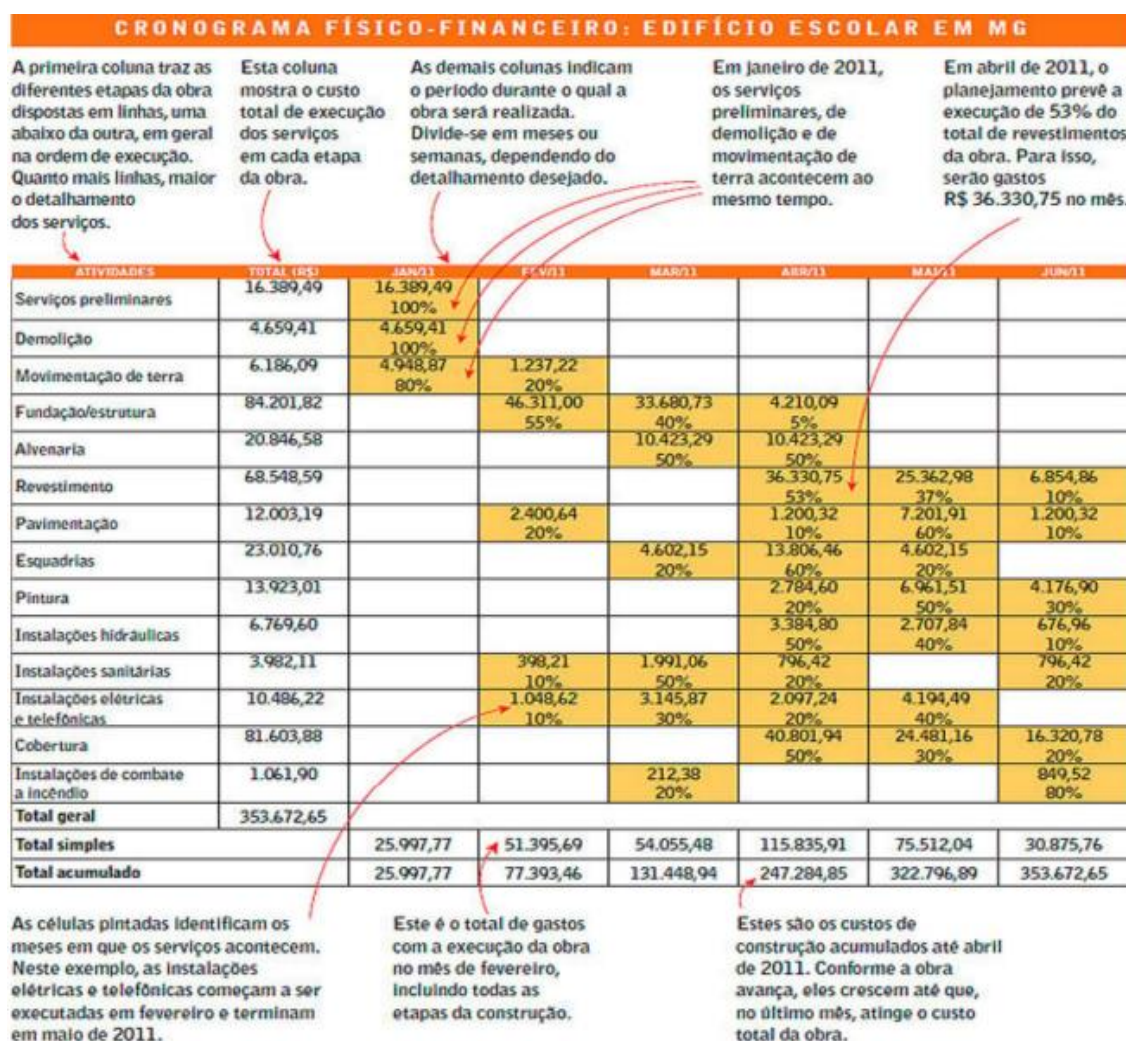 CRONOGRAMA FÍSICO-FINANCEIRO: EDIFÍCIO ESCOLAR EM MG
A primeira coluna traz as
diferentes etapas da obra
dispostas em linhas, uma
abaixo da outra, em geral
na ordem de execução.
Quanto mais linhas, maior
o detalhamento
dos serviços.
Esta coluna
mostra o custo
total de execução
dos serviços
em cada etapa
da obra.
As demais colunas indicam
o período durante o qual a
obra será realizada.
Divide-se em meses ou
semanas, dependendo do
detalhamento desejado.
Em janeiro de 2011,
os serviços
preliminares, de
demolição e de
movimentação de
terra acontecem ao
mesmo tempo.
Em abril de 2011, o
planejamento prevê a
execução de 53% do
total de revestimentos
da obra. Para isso,
serão gastos
R$ 36.330,75 no mês.
ATIVIDADES TOTAL (R$) JAN/11 FEV/11 MAR/11 ABR/11 MAI/11 JUN/11
Serviços preliminares 16.389,49 16.389,49
100%
Demolição 4.659,41 4.659,41
100%
Movimentação de terra 6.186,09 4.948,87 1.237,22
80% 20%
Fundação/estrutura 84.201,82 46.311,00 33.680,73 4.210,09
55% 40% 5%
Alvenaria 20.846,58 10.423,29 10.423,29
50% 50%
Revestimento 68.548,59 36.330,75 25.362,98 6.854,86
53% 37% 10%
Pavimentação 12.003,19 2.400,64 1.200,32 7.201,91 1.200,32
20% 10% 60% 10%
Esquadrias 23.010,76 4.602,15 13.806,46 4.602,15
20% 60% 20%
Pintura 13.923,01 2.784,60 6.961,51 4.176,90
20% 50% 30%
Instalações hidráulicas 6.769,60 3.384,80 2.707,84 676,96
50% 40% 10%
Instalações sanitárias 3.982,11 398,21 1.991,06 796,42 796,42
10% 50% 20% 20%
Instalações elétricas 10.486,22 1.048,62 3.145,87 2.097,24 4.194,49
e telefônicas 10% 30% 20% 40%
Cobertura 81.603,88 40.801,94 24.481,16 16.320,78
50% 30% 20%
Instalações de combate 1.061,90 212,38 849,52
a incêndio 20% 80%
Total geral 353.672,65
Total simples 25.997,77 51.395,69 54.055,48 115.835,91 75.512,04 30.875,76
Total acumulado 25.997,77 77.393,46 131.448,94 247.284,85 322.796,89 353.672,65
As células pintadas identificam os
meses em que os serviços acontecem.
Neste exemplo, as instalações
elétricas e telefônicas começam a ser
executadas em fevereiro e terminam
em maio de 2011.
Este é o total de gastos
com a execução da obra
no mês de fevereiro,
incluindo todas as
etapas da construção.
Estes são os custos de
construção acumulados até abril
de 2011. Conforme a obra
avança, eles crescem até que,
no último mês, atinge o custo
total da obra.